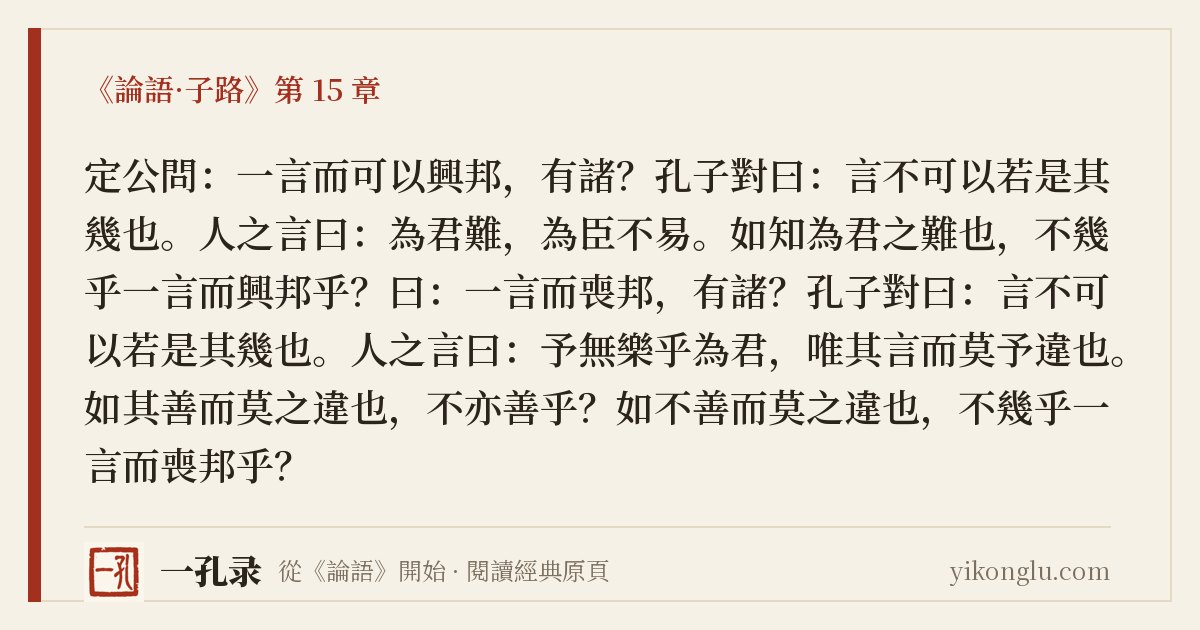 《論語·子路》第 15 章
定公問：一言而可以興邦，有諸？孔子對曰：言不可以若是其
幾也。人之言曰：為君難，為臣不易。如知為君之難也，不幾
乎一言而興邦乎？曰：一言而喪邦，有諸？孔子對曰：言不可
以若是其幾也。人之言曰：予無樂乎為君，唯其言而莫予違也。
如其善而莫之違也，不亦善乎？如不善而莫之違也，不幾乎一
言而喪邦乎？
一孔
一孔录 從《論語》開始 · 閱讀經典原頁 yikonglu.com